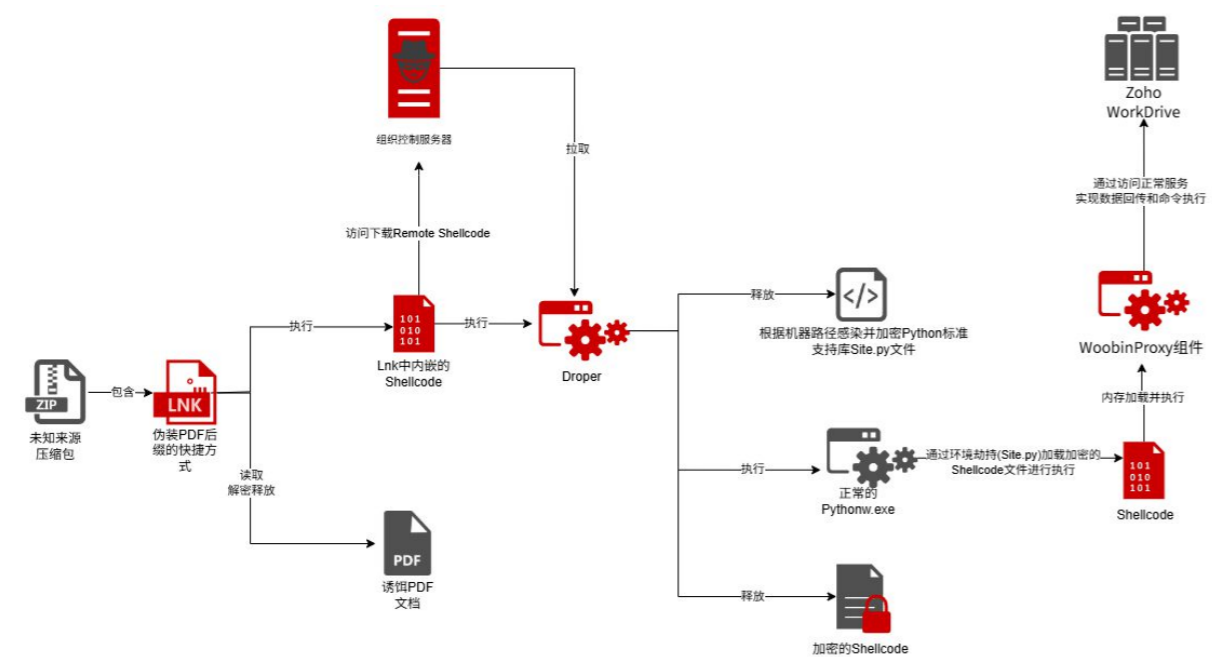 Zoho
WorkDrive
组织控制服务器
拉取
通过访问正常服务
实现数据回传和命令执行
访问下载Remote Shellcode
释放
</>
根据机器路径感染并加密Python标准
支持库Site.py文件
WoobinProxy组件
执行
101
010
101
执行
Lnk中内嵌的
Shellcode
Droper
内存加载并执行
ZIP
包含
LNK
未知来源
压缩包
伪装PDF后
缀的快捷方
式
读取
解密释放
执行
正常的
Pythonw.exe
通过环境劫持(Site.py)加载加密的
Shellcode文件进行执行
101
010
101
Shellcode
PDF
诱饵PDF
文档
释放
加密的Shellcode